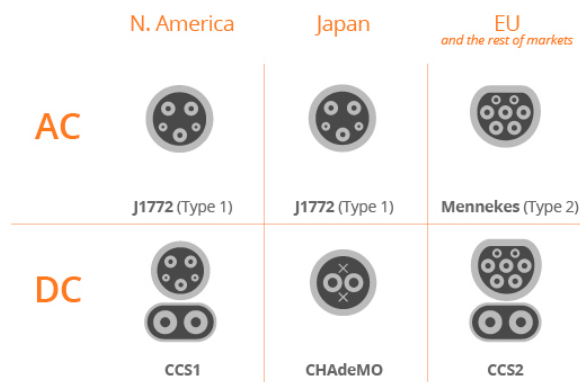 N. America
Japan
EU
and the rest of markets
AC
J1772 (Type 1)
J1772 (Type 1)
Mennekes (Type 2)
DC
CCS1
CHAdeMO
CCS2